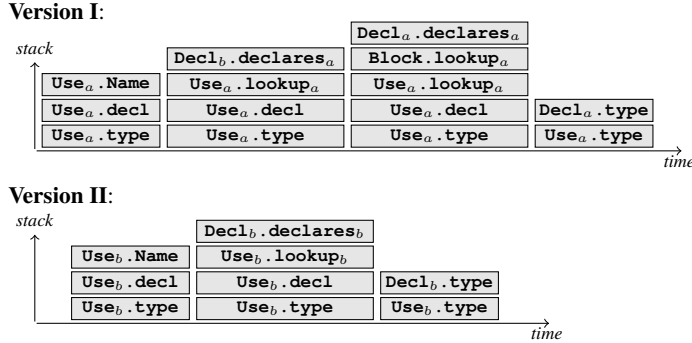 Version I:
stack
Decl_a.declares_a
Decl_b.declares_a Block.lookup_a
Use_a.Name Use_a.lookup_a Use_a.lookup_a
Use_a.decl Use_a.decl Use_a.decl Decl_a.type
Use_a.type Use_a.type Use_a.type Use_a.type
time
Version II:
stack
Decl_b.declares_b
Use_b.Name Use_b.lookup_b
Use_b.decl Use_b.decl Decl_b.type
Use_b.type Use_b.type Use_b.type
time